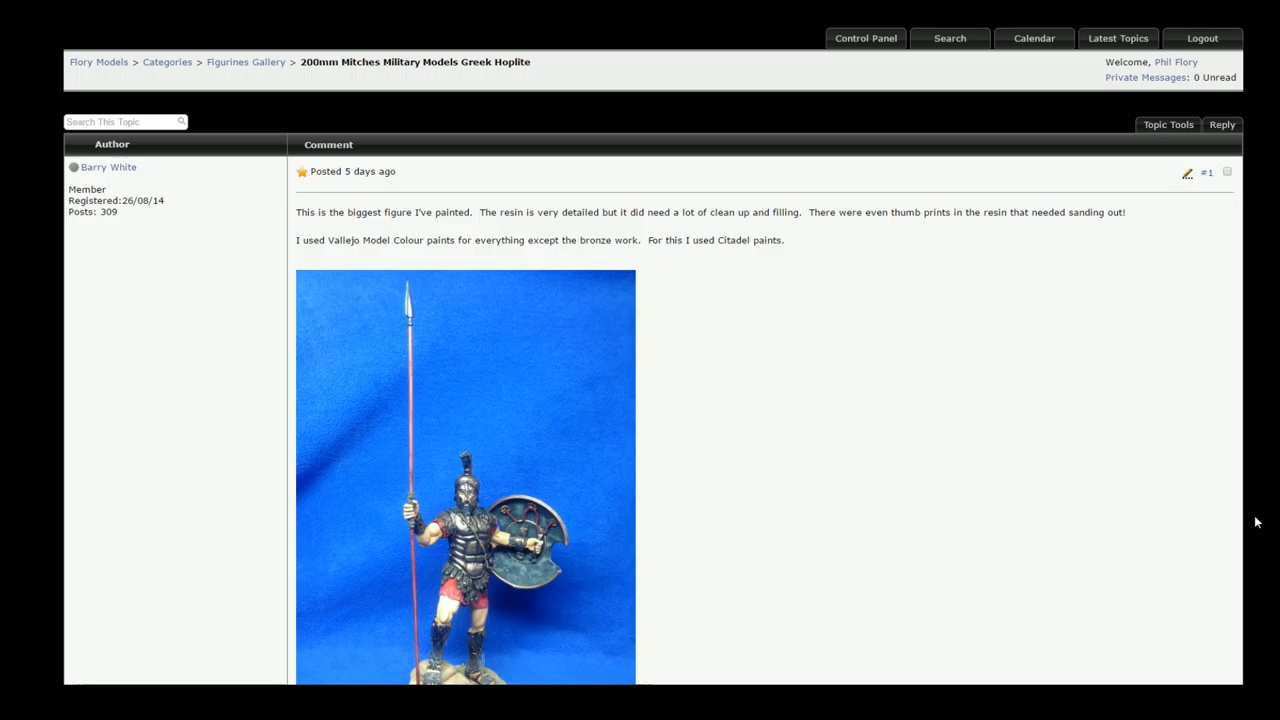 Control Panel Search Calendar Latest Topics Logout
Flory Models > Categories > Figurines Gallery > 200mm Mitches Military Models Greek Hoplite
Welcome, Phil Flory
Private Messages: 0 Unread
Search This Topic
Topic Tools Reply
Author Comment
Barry White
Member
Registered:26/08/14
Posts: 309
Posted 5 days ago
#1
This is the biggest figure I've painted.  The resin is very detailed but it did need a lot of clean up and filling.  There were even thumb prints in the resin that needed sanding out!
I used Vallejo Model Colour paints for everything except the bronze work.  For this I used Citadel paints.